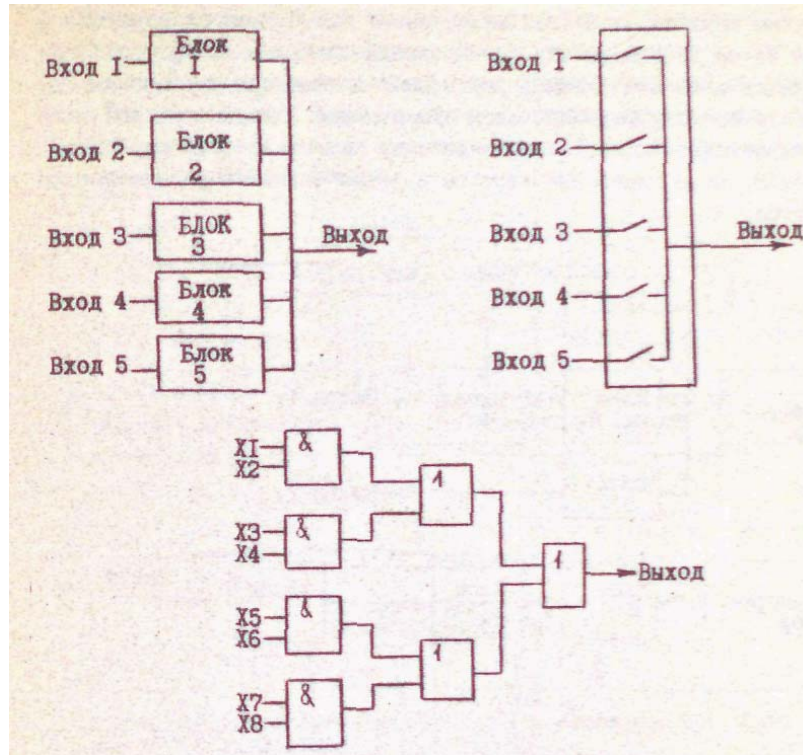 Вход I
Блок
I
Вход 2
Блок
2
Вход 3
Блок
3
Вход 4
Блок
4
Вход 5
Блок
5
Выход
Вход I
Вход 2
Вход 3
Вход 4
Вход 5
Выход
XI
X2
&
X3
X4
&
1
X5
X6
&
X7
X8
&
1
1
Выход